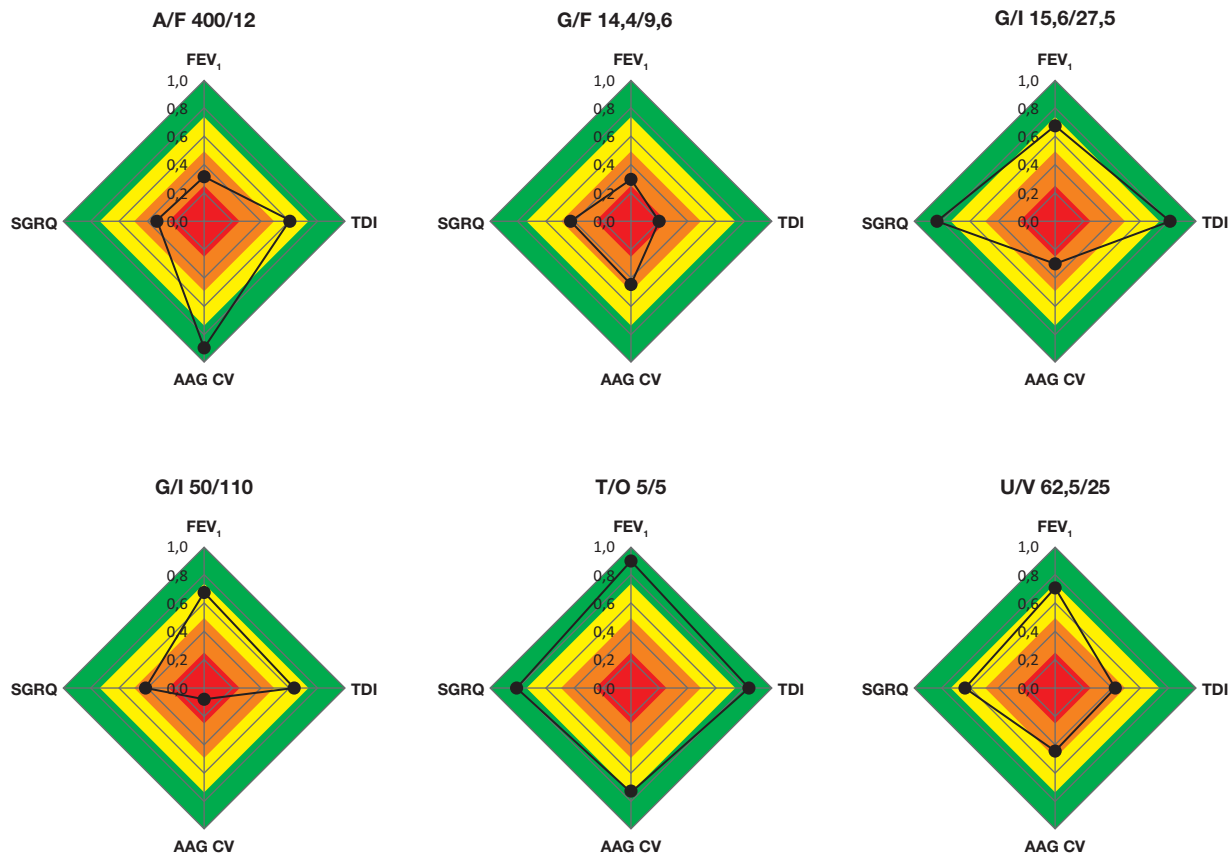 A/F 400/12
G/F 14,4/9,6
G/I 15,6/27,5
FEV₁
1,0
0,8
0,6
0,4
0,2
0,0
SGRQ
TDI
AAG CV
FEV₁
1,0
0,8
0,6
0,4
0,2
0,0
SGRQ
TDI
AAG CV
FEV₁
1,0
0,8
0,6
0,4
0,2
0,0
SGRQ
TDI
AAG CV
G/I 50/110
T/O 5/5
U/V 62,5/25
FEV₁
1,0
0,8
0,6
0,4
0,2
0,0
SGRQ
TDI
AAG CV
FEV₁
1,0
0,8
0,6
0,4
0,2
0,0
SGRQ
TDI
AAG CV
FEV₁
1,0
0,8
0,6
0,4
0,2
0,0
SGRQ
TDI
AAG CV